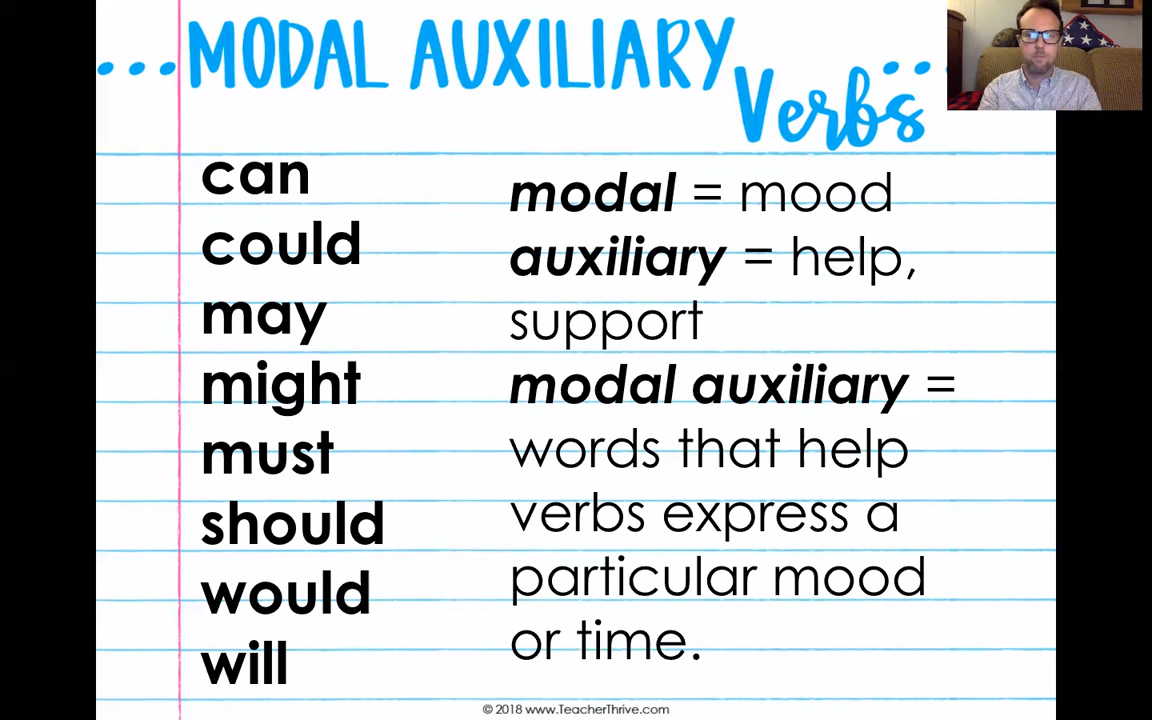 MODAL AUXILIARY
Verbs
can
could
may
might
must
should
would
will
modal = mood
auxiliary = help,
support
modal auxiliary =
words that help
verbs express a
particular mood
or time.
© 2018 www.TeacherThrive.com